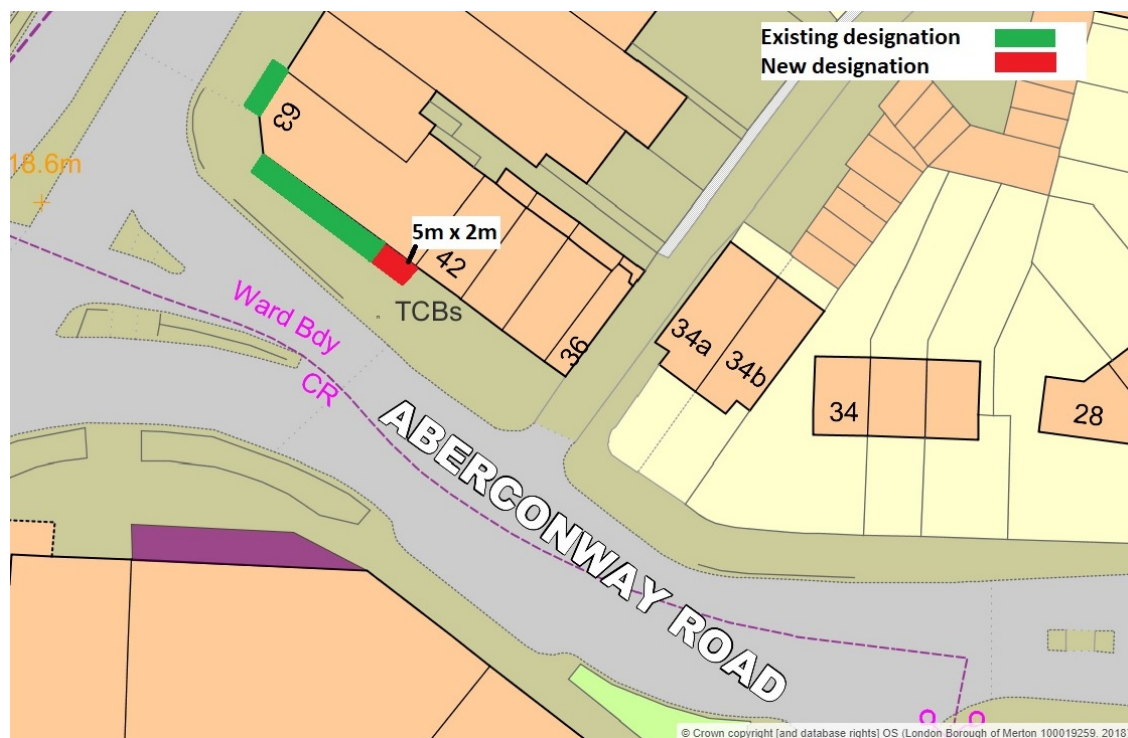 Existing designation
New designation
63
18.6m
5m x 2m
42
TCBs
Ward Bdy
CR
36
34a
34b
34
28
ABERCONWAY ROAD
© Crown copyright [and database rights] OS (London Borough of Merton 100019259. 2018)